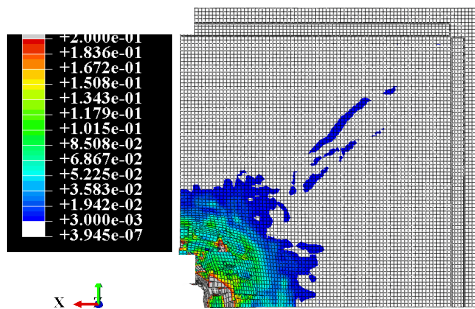 +2.000e-01
+1.836e-01
+1.672e-01
+1.508e-01
+1.343e-01
+1.179e-01
+1.015e-01
+8.508e-02
+6.867e-02
+5.225e-02
+3.583e-02
+1.942e-02
+3.000e-03
+3.945e-07
X
Z